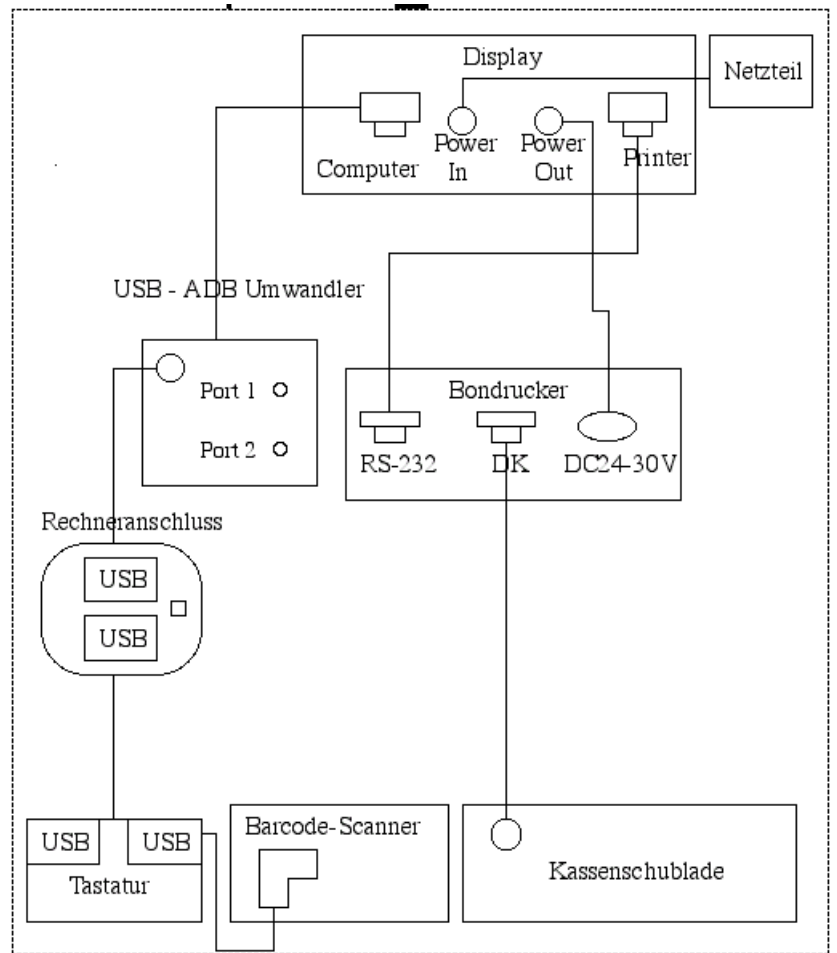 Display
Netzteil
Computer
Power
In
Power
Out
Printer
USB - ADB Umwandler
Port 1
Port 2
Bondrucker
RS-232
DK
DC24-30V
Rechneranschluss
USB
USB
USB
USB
Tastatur
Barcode-Scanner
Kassenschublade